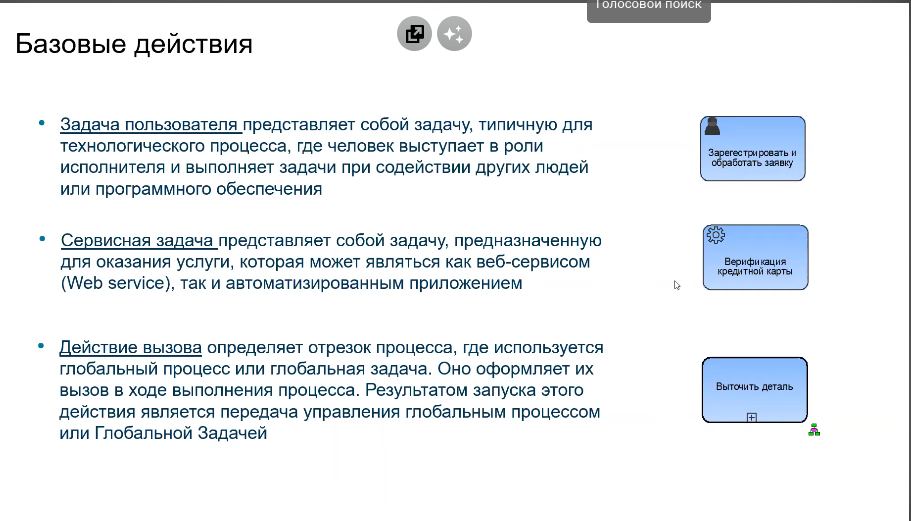 Голосовой поиск
Базовые действия
• Задача пользователя представляет собой задачу, типичную для
технологического процесса, где человек выступает в роли
исполнителя и выполняет задачи при содействии других людей
или программного обеспечения
Зарегестрировать и
обработать заявку
• Сервисная задача представляет собой задачу, предназначенную
для оказания услуги, которая может являться как веб-сервисом
(Web service), так и автоматизированным приложением
Верификация
кредитной карты
• Действие вызова определяет отрезок процесса, где используется
глобальный процесс или глобальная задача. Оно оформляет их
вызов в ходе выполнения процесса. Результатом запуска этого
действия является передача управления глобальным процессом
или Глобальной Задачей
Выточить деталь